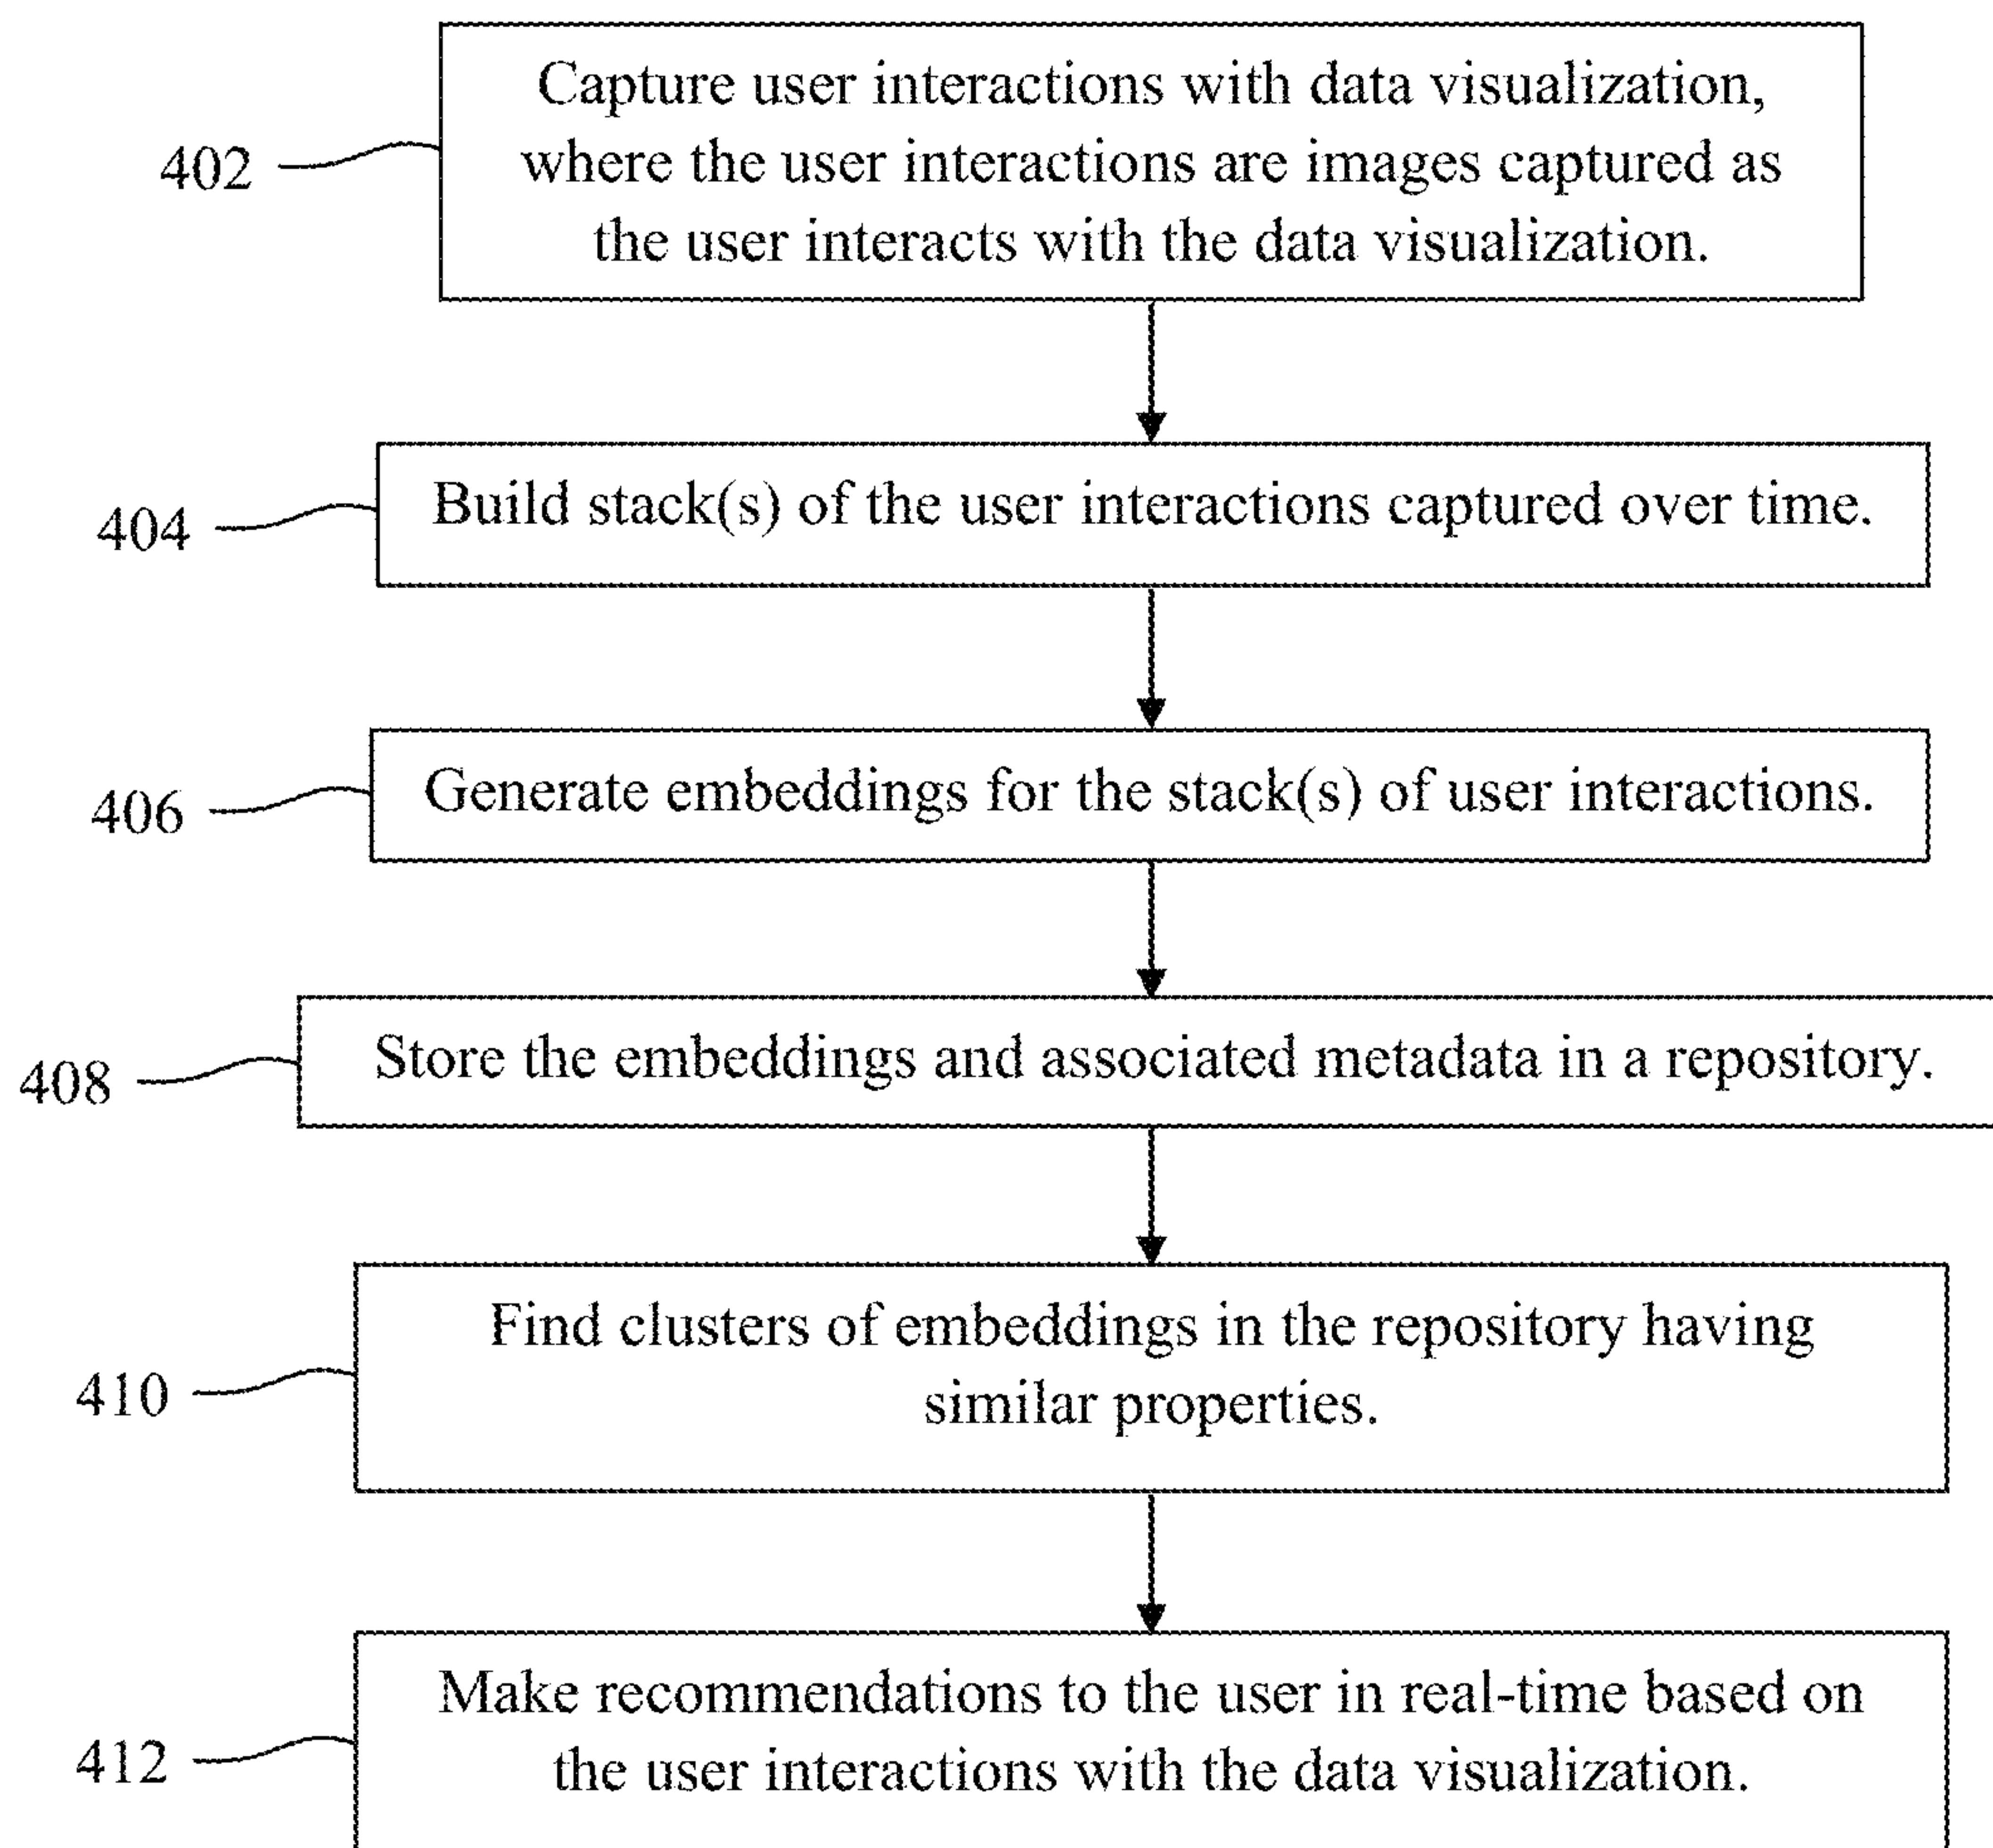 402
Capture user interactions with data visualization,
where the user interactions are images captured as
the user interacts with the data visualization.
404
Build stack(s) of the user interactions captured over time.
406
Generate embeddings for the stack(s) of user interactions.
408
Store the embeddings and associated metadata in a repository.
410
Find clusters of embeddings in the repository having
similar properties.
412
Make recommendations to the user in real-time based on
the user interactions with the data visualization.